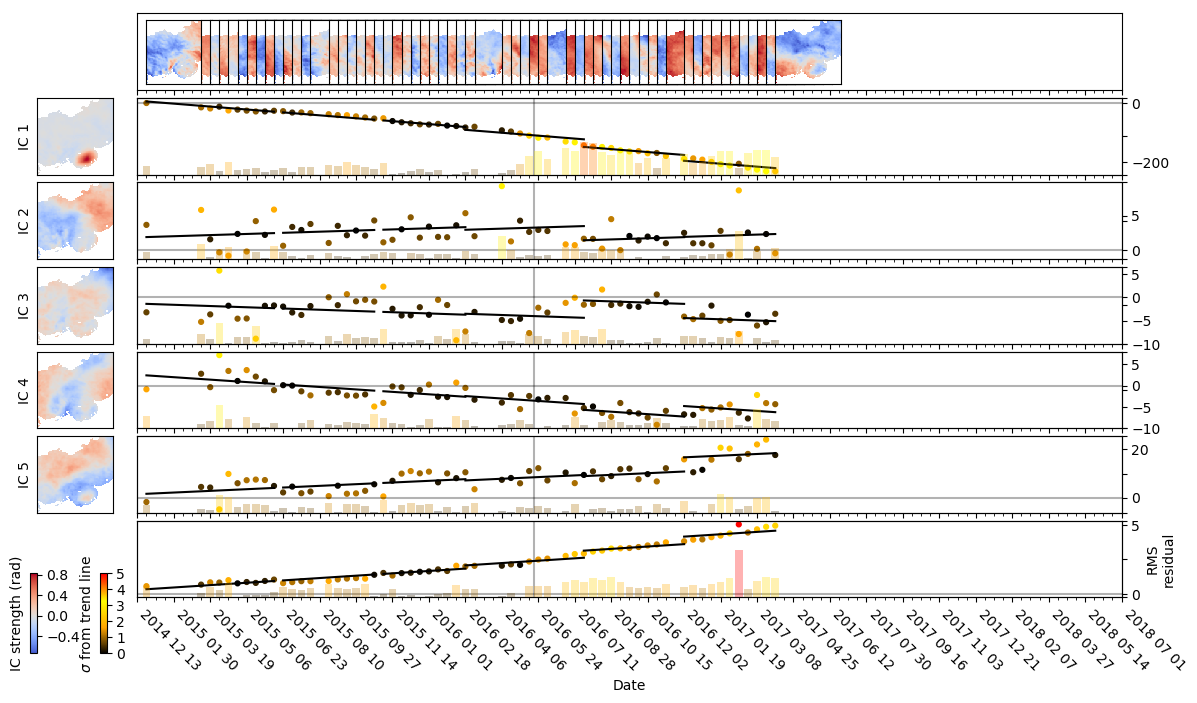 IC 1
0
−200
IC 2
5
0
IC 3
5
0
−5
−10
IC 4
5
0
−5
−10
IC 5
20
0
RMS
residual
5
0
IC strength (rad)
0.8
0.4
0.0
−0.4
σ from trend line
5
4
3
2
1
0
2014 12 13
2015 01 30
2015 03 19
2015 05 06
2015 06 23
2015 08 10
2015 09 27
2015 11 14
2016 01 01
2016 02 18
2016 04 06
2016 05 24
2016 07 11
2016 08 28
2016 10 15
2016 12 02
2017 01 19
2017 03 08
2017 04 25
2017 06 12
2017 07 30
2017 09 16
2017 11 03
2017 12 21
2018 02 07
2018 03 27
2018 05 14
2018 07 01
Date